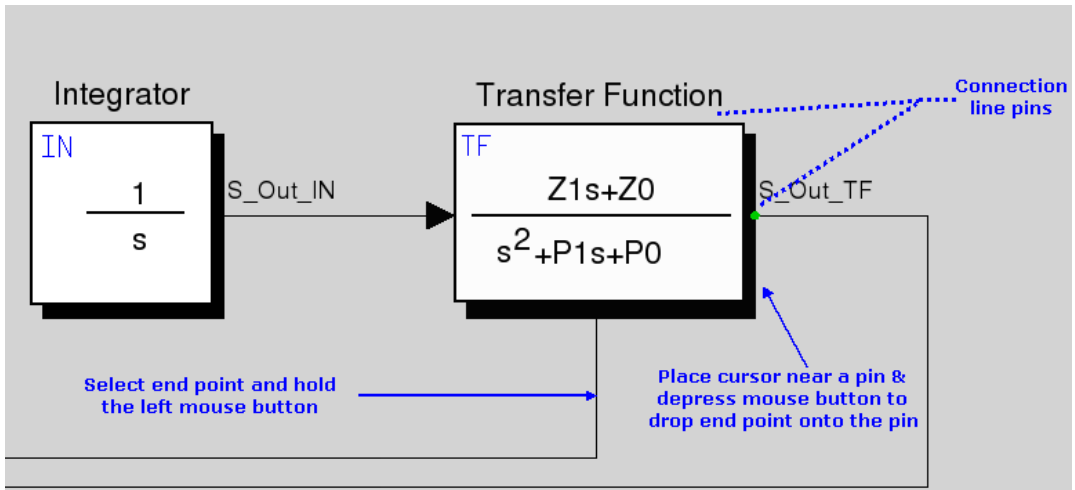 Integrator
Transfer Function
Connection
line pins
IN
1
s
S_Out_IN
TF
Z1s+Z0
s²+P1s+P0
S_Out_TF
Select end point and hold
the left mouse button
Place cursor near a pin &
depress mouse button to
drop end point onto the pin